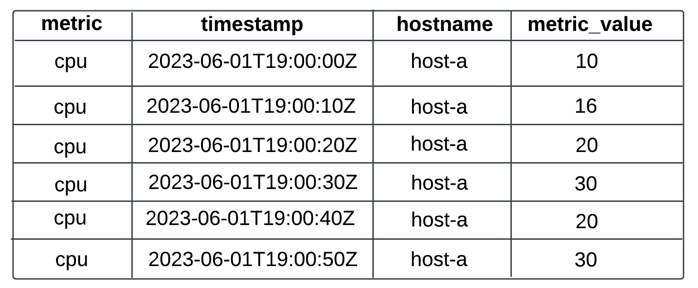 metric timestamp hostname metric_value
cpu 2023-06-01T19:00:00Z host-a 10
cpu 2023-06-01T19:00:10Z host-a 16
cpu 2023-06-01T19:00:20Z host-a 20
cpu 2023-06-01T19:00:30Z host-a 30
cpu 2023-06-01T19:00:40Z host-a 20
cpu 2023-06-01T19:00:50Z host-a 30